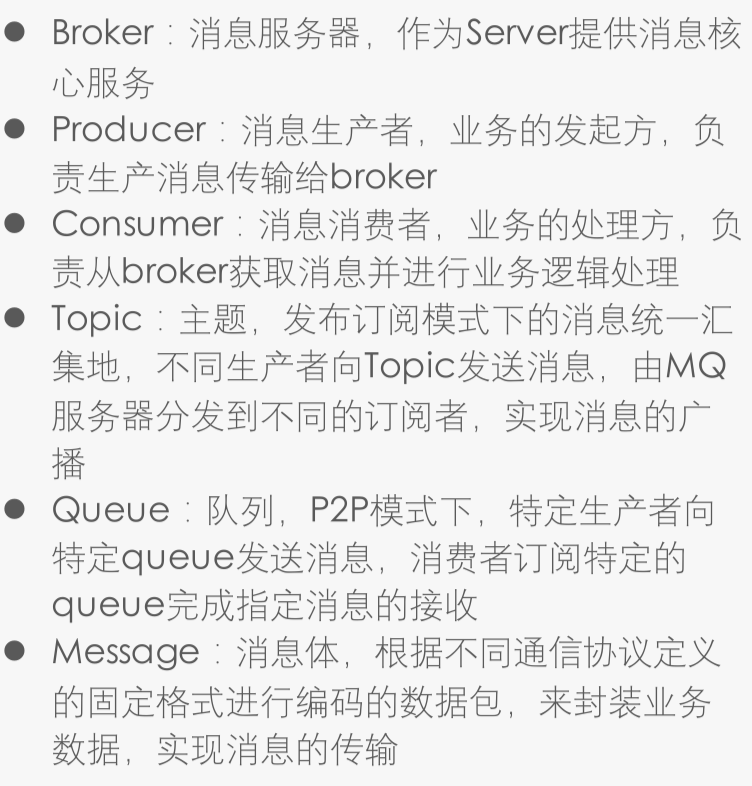 ● Broker：消息服务器，作为Server提供消息核
心服务
● Producer：消息生产者，业务的发起方，负
责生产消息传输给broker
● Consumer：消息消费者，业务的处理方，负
责从broker获取消息并进行业务逻辑处理
● Topic：主题，发布订阅模式下的消息统一汇
集地，不同生产者向Topic发送消息，由MQ
服务器分发到不同的订阅者，实现消息的广
播
● Queue：队列，P2P模式下，特定生产者向
特定queue发送消息，消费者订阅特定的
queue完成指定消息的接收
● Message：消息体，根据不同通信协议定义
的固定格式进行编码的数据包，来封装业务
数据，实现消息的传输